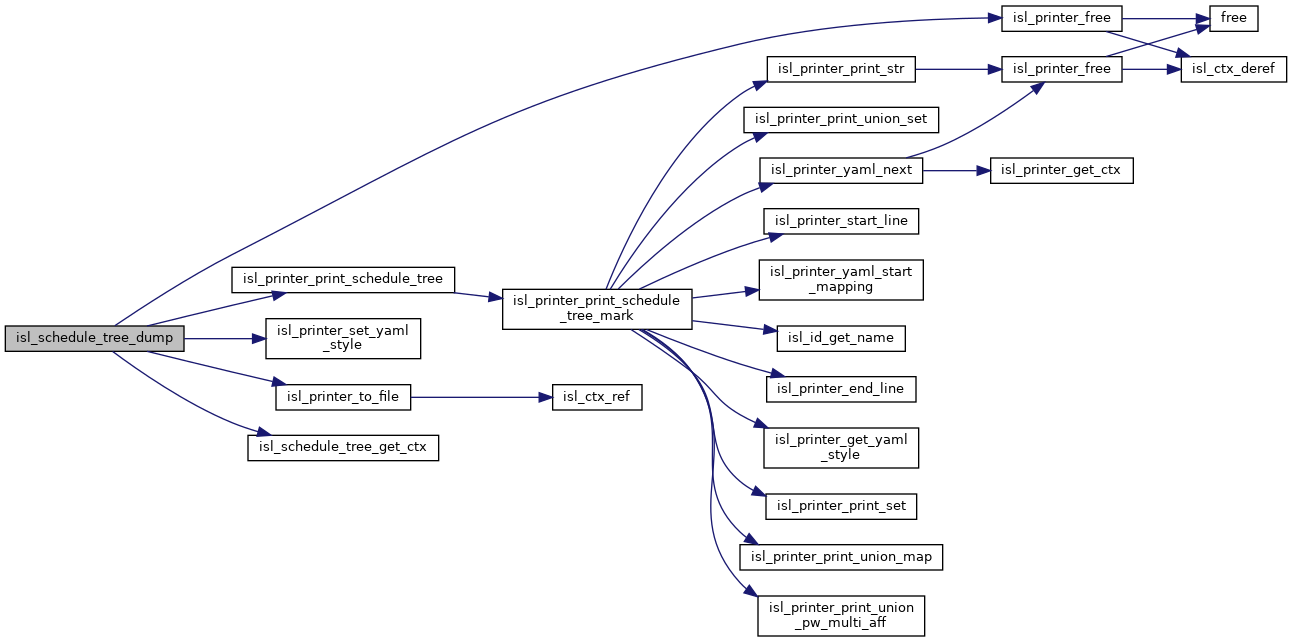 isl_printer_free
free
isl_printer_print_str
isl_printer_free
isl_ctx_deref
isl_printer_print_union_set
isl_printer_yaml_next
isl_printer_get_ctx
isl_printer_start_line
isl_printer_print_schedule_tree
isl_printer_yaml_start
_mapping
isl_printer_print_schedule
_tree_mark
isl_schedule_tree_dump
isl_printer_set_yaml
_style
isl_id_get_name
isl_printer_end_line
isl_printer_to_file
isl_ctx_ref
isl_schedule_tree_get_ctx
isl_printer_get_yaml
_style
isl_printer_print_set
isl_printer_print_union_map
isl_printer_print_union
_pw_multi_aff